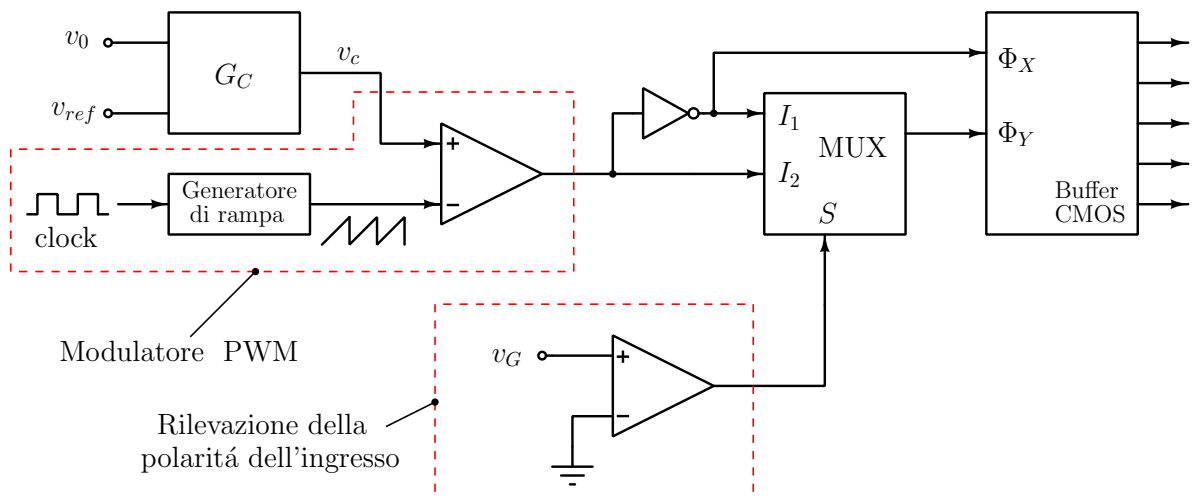 v0
GC
vc
vref
+
−
Generatore
di rampa
clock
Modulatore PWM
I1
I2
MUX
S
ΦX
ΦY
Buffer
CMOS
vG
+
−
Rilevazione della
polaritá dell'ingresso